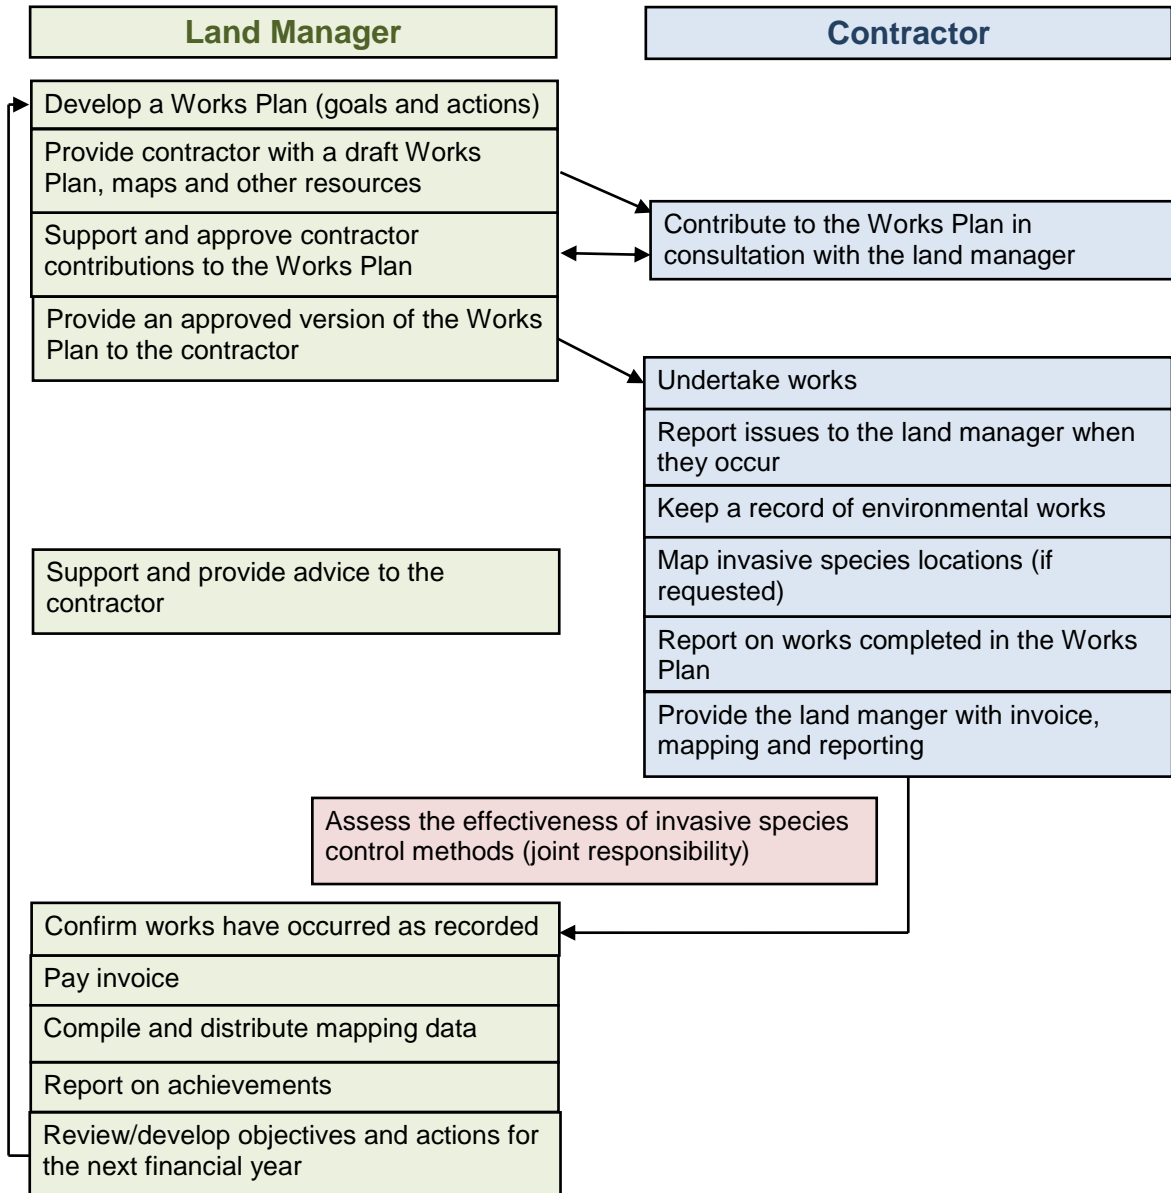 Land Manager
Contractor
Develop a Works Plan (goals and actions)
Provide contractor with a draft Works
Plan, maps and other resources
Support and approve contractor
contributions to the Works Plan
Contribute to the Works Plan in
consultation with the land manager
Provide an approved version of the Works
Plan to the contractor
Undertake works
Report issues to the land manager when
they occur
Keep a record of environmental works
Support and provide advice to the
contractor
Map invasive species locations (if
requested)
Report on works completed in the Works
Plan
Provide the land manger with invoice,
mapping and reporting
Assess the effectiveness of invasive species
control methods (joint responsibility)
Confirm works have occurred as recorded
Pay invoice
Compile and distribute mapping data
Report on achievements
Review/develop objectives and actions for
the next financial year